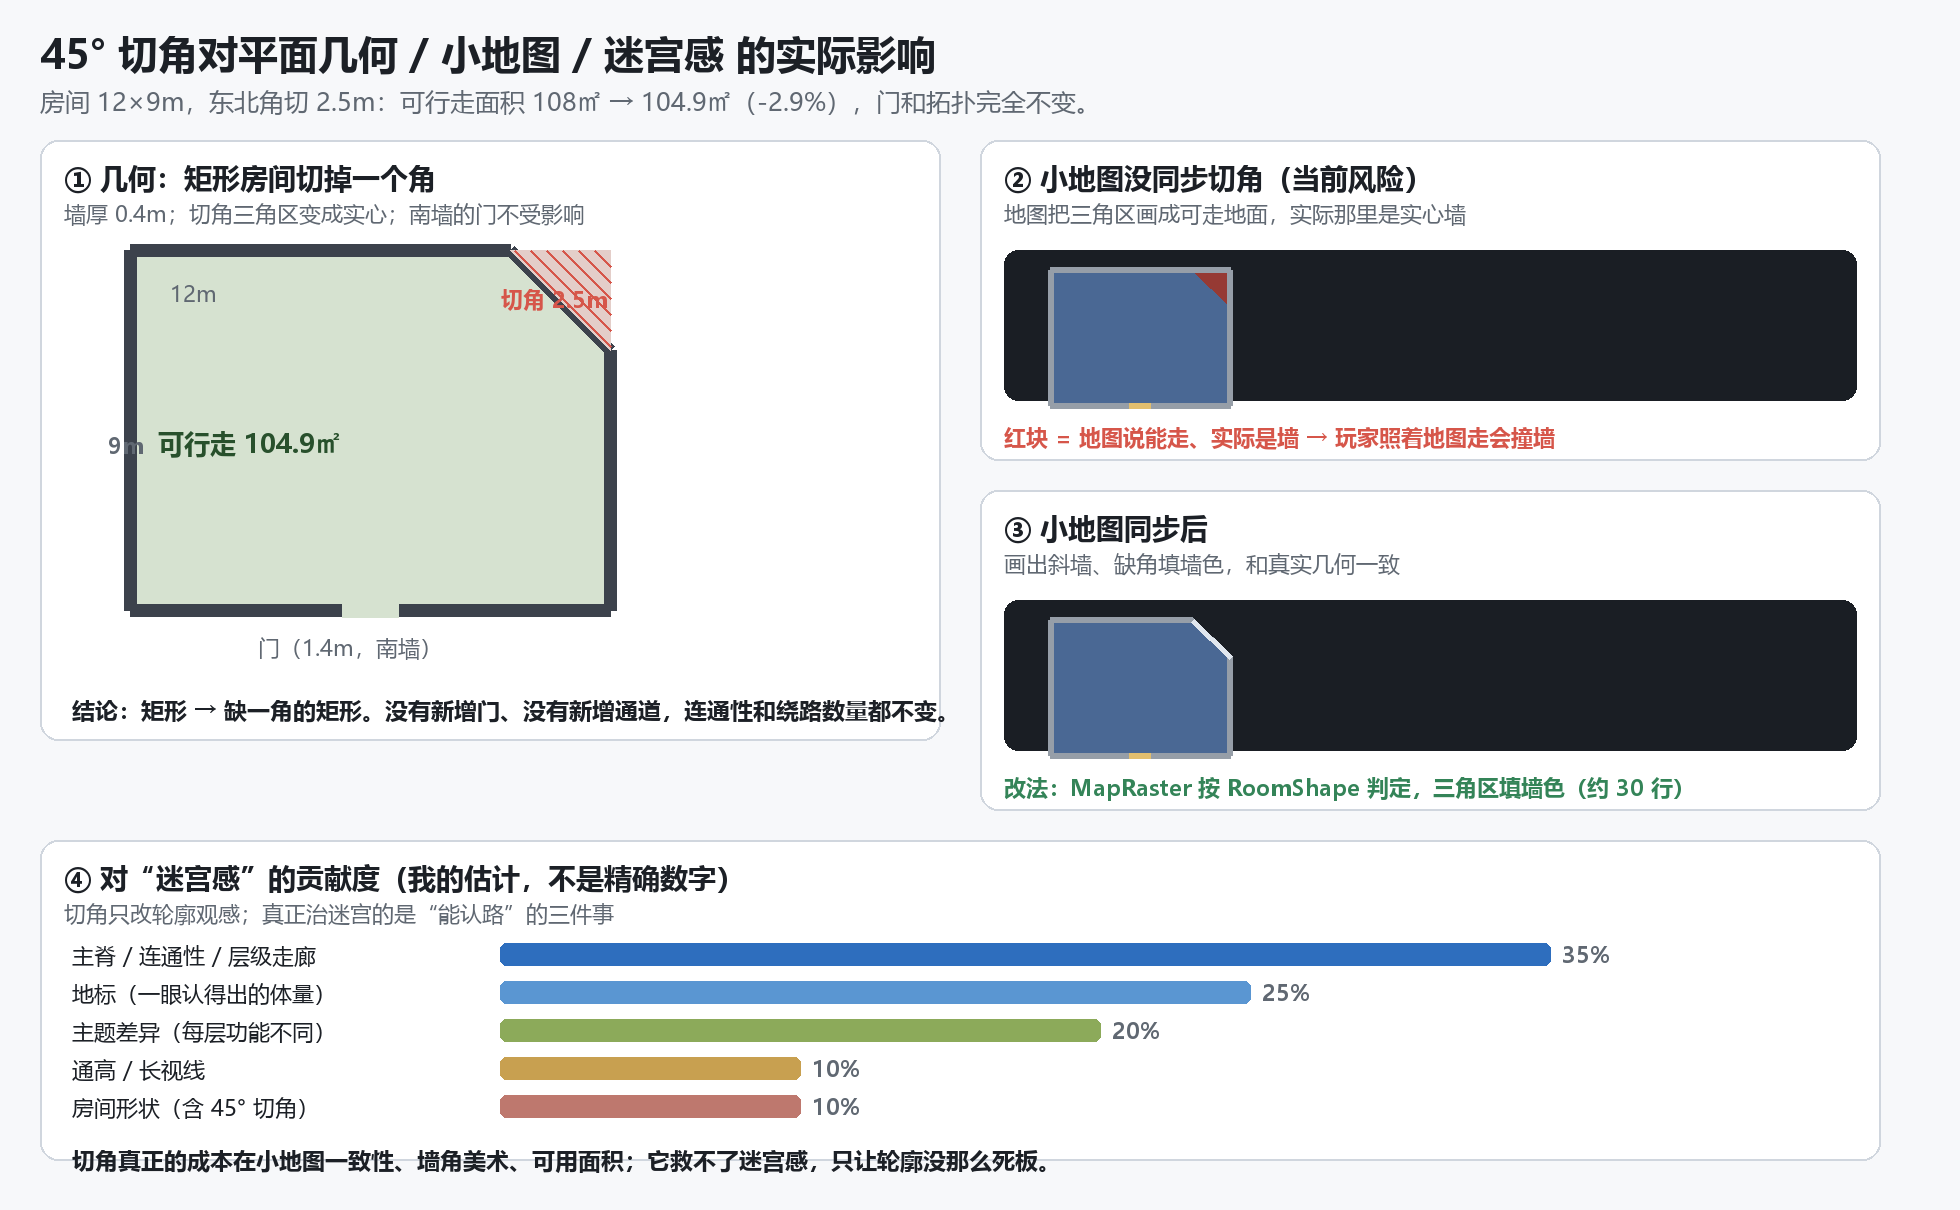 45° 切角对平面几何 / 小地图 / 迷宫感 的实际影响
房间 12×9m，东北角切 2.5m：可行走面积 108㎡ → 104.9㎡（-2.9%），门和拓扑完全不变。
① 几何：矩形房间切掉一个角
墙厚 0.4m；切角三角区变成实心；南墙的门不受影响
12m
切角 2.5m
9m
可行走 104.9㎡
门（1.4m，南墙）
结论：矩形 → 缺一角的矩形。没有新增门、没有新增通道，连通性和绕路数量都不变。
② 小地图没同步切角（当前风险）
地图把三角区画成可走地面，实际那里是实心墙
红块 = 地图说能走、实际是墙 → 玩家照着地图走会撞墙
③ 小地图同步后
画出斜墙、缺角填墙色，和真实几何一致
改法：MapRaster 按 RoomShape 判定，三角区填墙色（约 30 行）
④ 对“迷宫感”的贡献度（我的估计，不是精确数字）
切角只改轮廓观感；真正治迷宫的是“能认路”的三件事
主脊 / 连通性 / 层级走廊
35%
地标（一眼认得出的体量）
25%
主题差异（每层功能不同）
20%
通高 / 长视线
10%
房间形状（含 45° 切角）
10%
切角真正的成本在小地图一致性、墙角美术、可用面积；它救不了迷宫感，只让轮廓没那么死板。